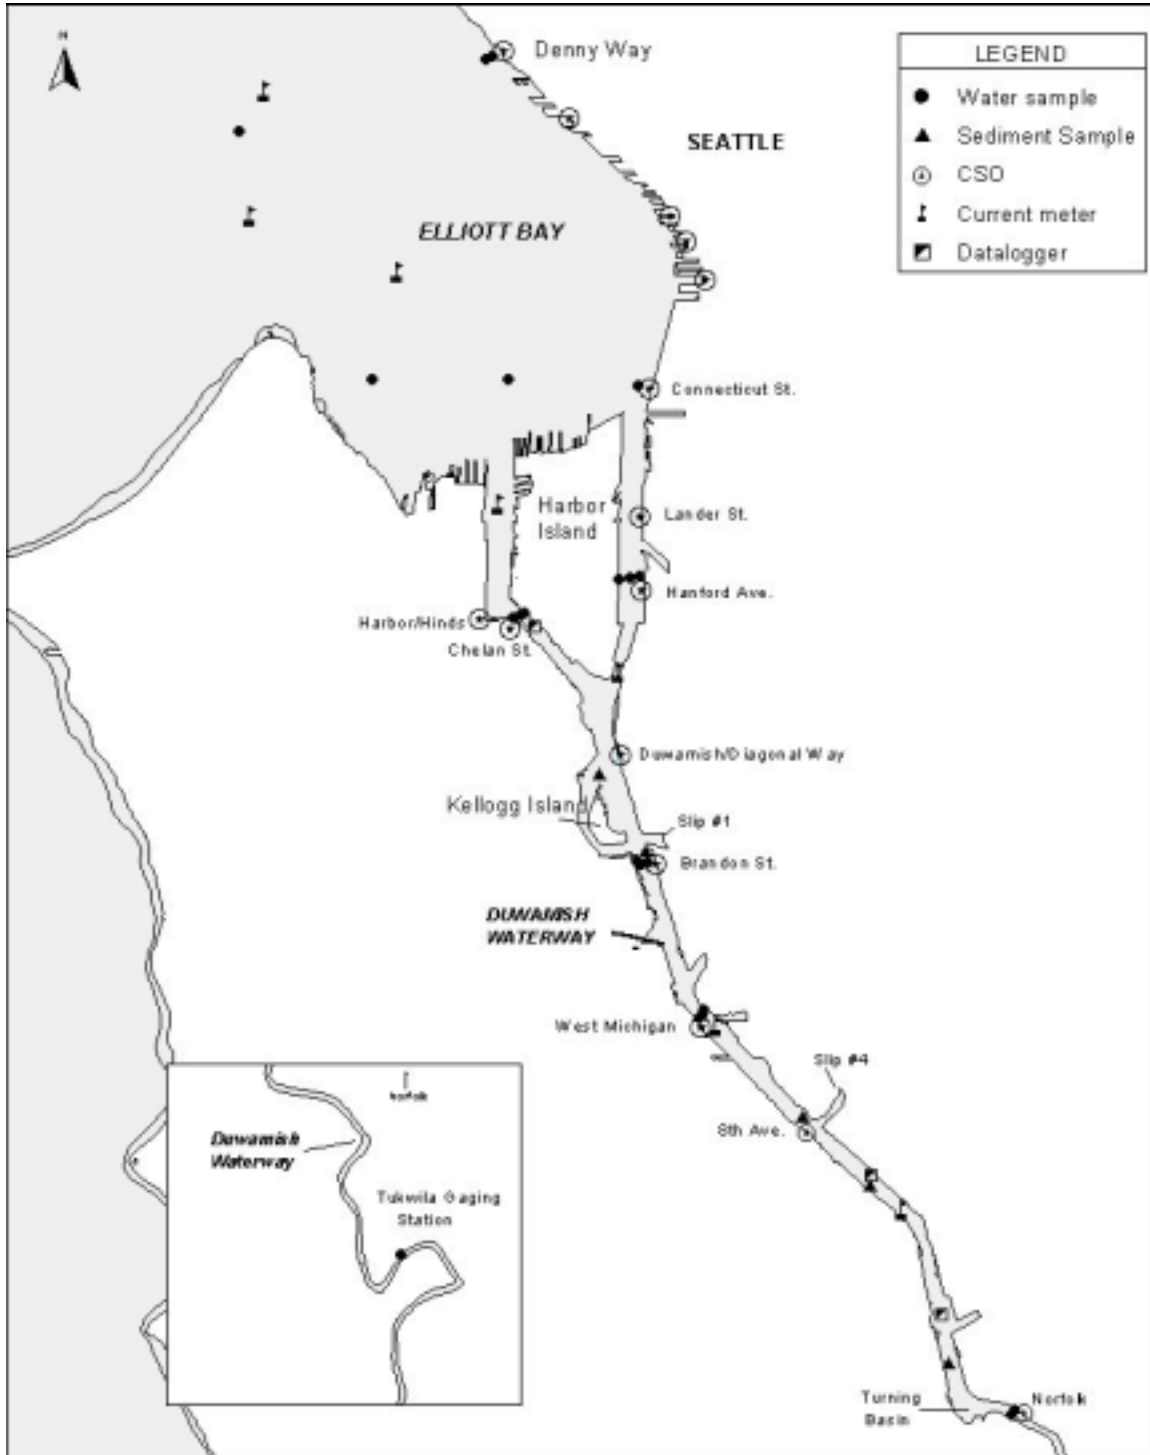 N
Denny Way
LEGEND
Water sample
Sediment Sample
CSO
Current meter
Datalogger
SEATTLE
ELLIOTT BAY
Connecticut St.
Harbor
Island
Lander St.
Hanford Ave.
Harbor/Hinds
Chelan St.
Duwamish/Diagonal Way
Kellogg Island
Slip #1
Brandon St.
DUWAMISH
WATERWAY
West Michigan
Slip #4
8th Ave.
Norfolk
Duwamish
Waterway
Tukwila Gaging
Station
Turning
Basin
Norfolk